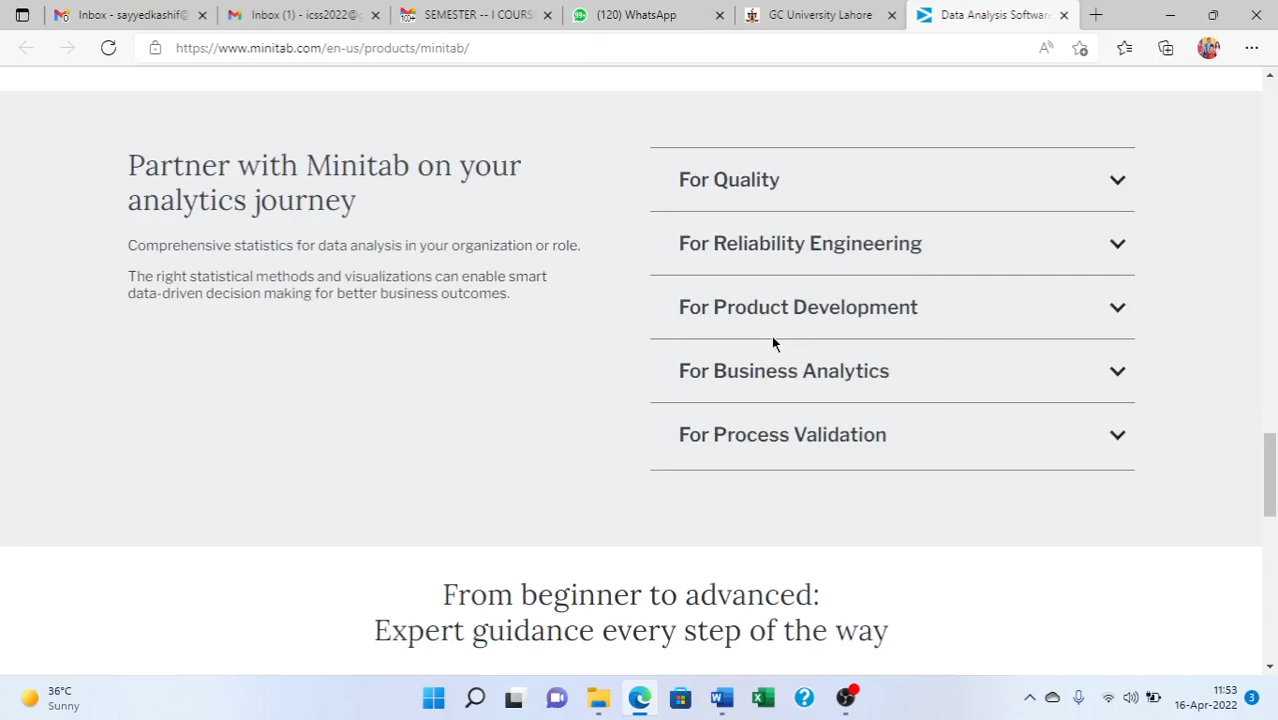 Inbox - sayyedkashif@
Inbox (1) - icss2022@
SEMESTER -- I COURS
(120) WhatsApp
GC University Lahore
Data Analysis Software
https://www.minitab.com/en-us/products/minitab/
Partner with Minitab on your
analytics journey
Comprehensive statistics for data analysis in your organization or role.
The right statistical methods and visualizations can enable smart
data-driven decision making for better business outcomes.
For Quality
For Reliability Engineering
For Product Development
For Business Analytics
For Process Validation
From beginner to advanced:
Expert guidance every step of the way
36°C
Sunny
11:53
16-Apr-2022
3